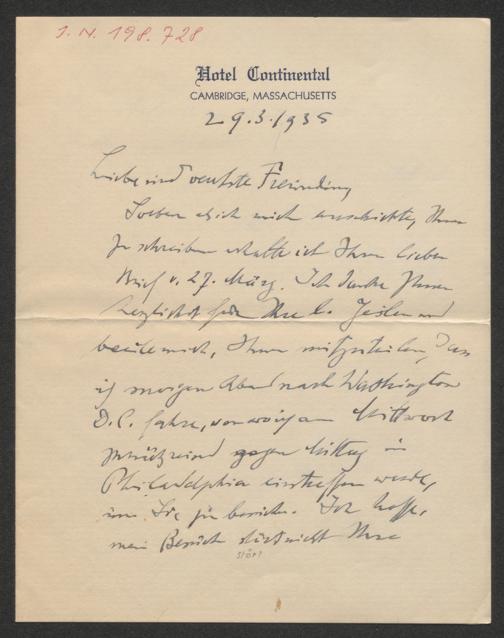 I. N. 198.728
Hotel Continental
CAMBRIDGE, MASSACHUSETTS
29.3.1935
Liebe und verehrte Freundin,
Soeben als ich mich anschickte, Ihnen
zu schreiben erhalte ich Ihren lieben
Brief v. 27. März. Ich danke Ihnen
herzlichst für Ihre l. Zeilen und
beeile mich, Ihnen mitzuteilen, dass
ich morgen Abend nach Washington
D.C. fahre, von wo ich am Mittwoch
gegen Mittag in
Philadelphia eintreffen werde,
um Sie zu besuchen. Ich hoffe,
mein Besuch stört nicht Ihre
stört